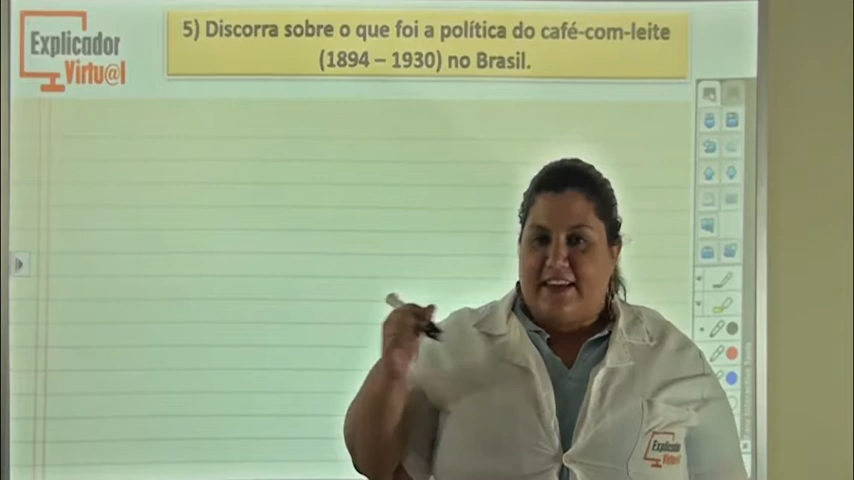 Explicador
Virtu@l
5) Discorra sobre o que foi a política do café-com-leite
(1894 – 1930) no Brasil.
Explicador
Virtu@l